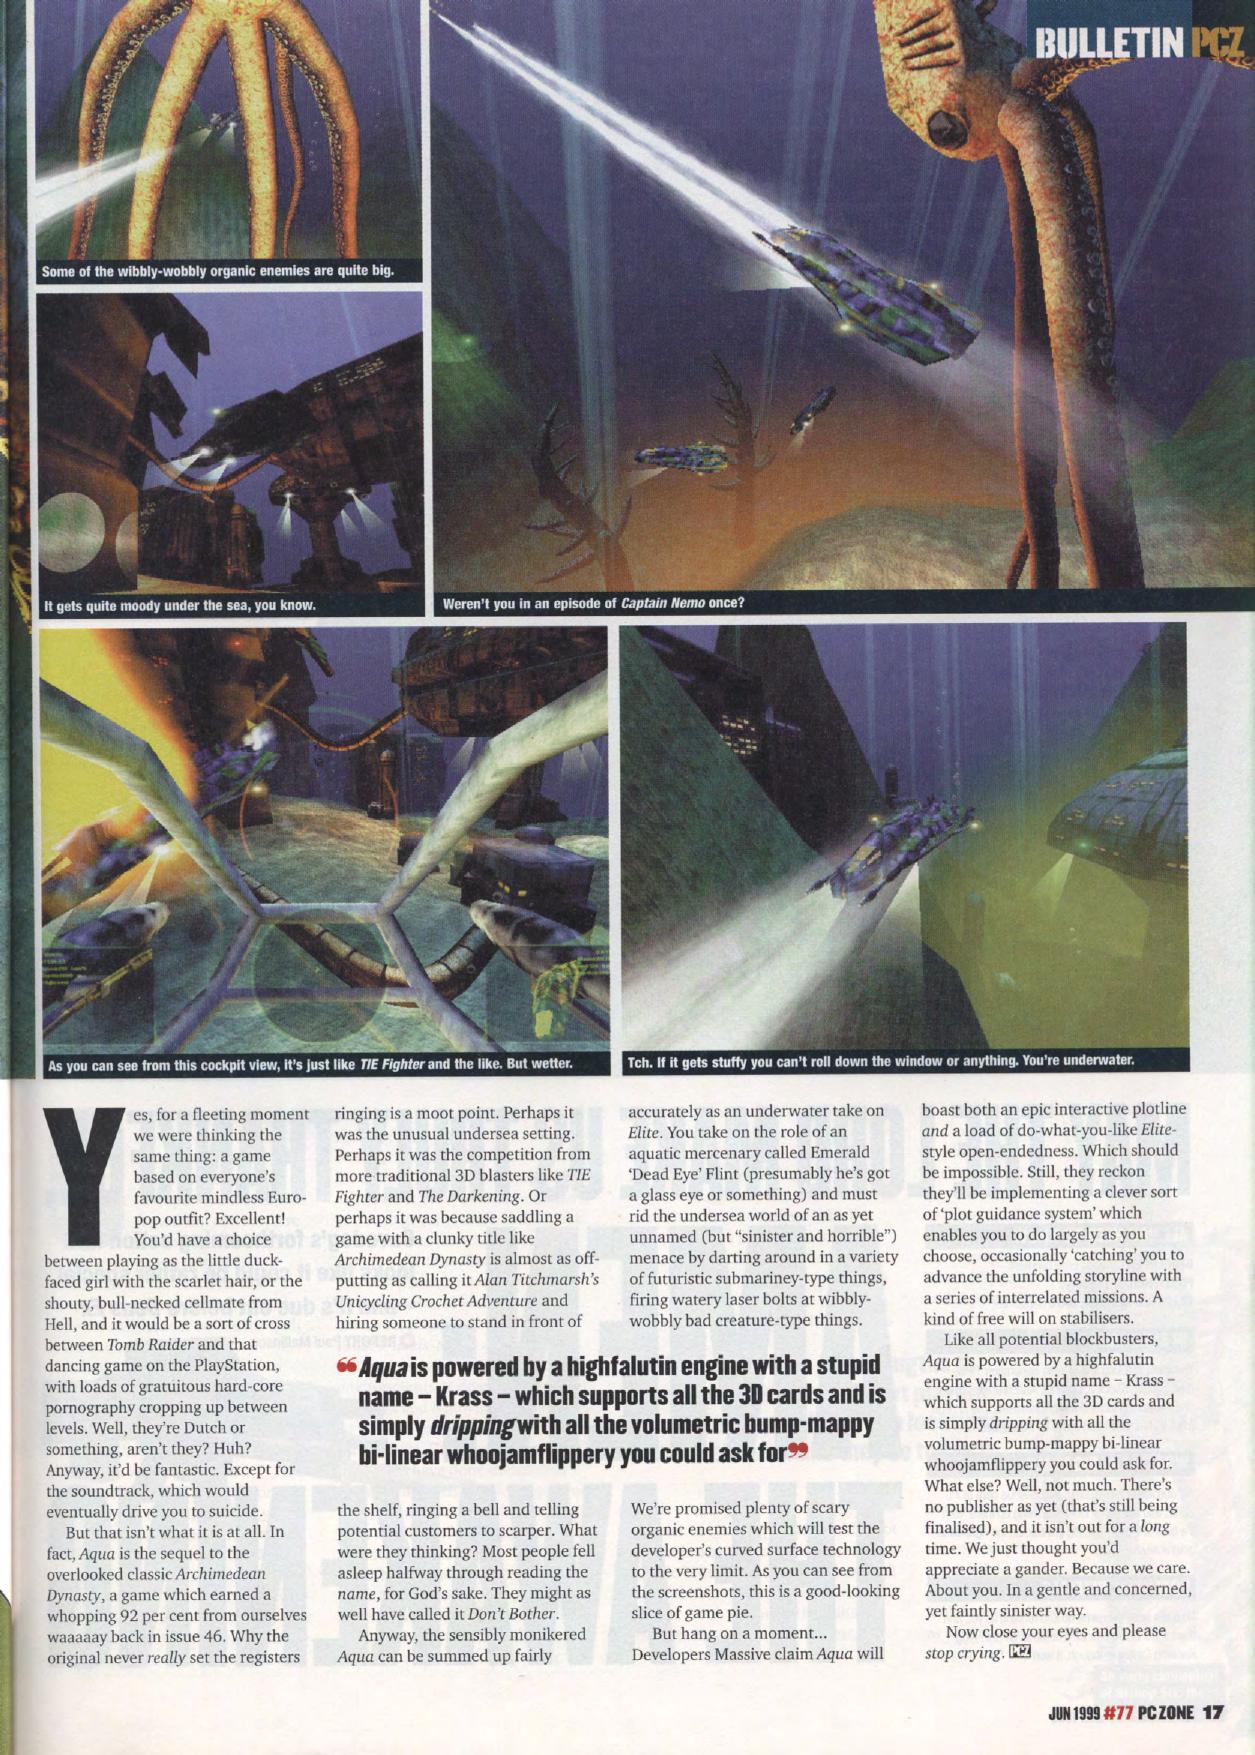 BULLETIN PCZ
Some of the wibbly-wobbly organic enemies are quite big.
It gets quite moody under the sea, you know.
Weren't you in an episode of Captain Nemo once?
As you can see from this cockpit view, it's just like TIE Fighter and the like. But wetter.
Tch. If it gets stuffy you can't roll down the window or anything. You're underwater.
Yes, for a fleeting moment
we were thinking the
same thing: a game
based on everyone's
favourite mindless Euro-
pop outfit? Excellent!
You'd have a choice
between playing as the little duck-
faced girl with the scarlet hair, or the
shouty, bull-necked cellmate from
Hell, and it would be a sort of cross
between Tomb Raider and that
dancing game on the PlayStation,
with loads of gratuitous hard-core
pornography cropping up between
levels. Well, they're Dutch or
something, aren't they? Huh?
Anyway, it'd be fantastic. Except for
the soundtrack, which would
eventually drive you to suicide.
But that isn't what it is at all. In
fact, Aqua is the sequel to the
overlooked classic Archimedean
Dynasty, a game which earned a
whopping 92 per cent from ourselves
waaaaay back in issue 46. Why the
original never really set the registers
ringing is a moot point. Perhaps it
was the unusual undersea setting.
Perhaps it was the competition from
more traditional 3D blasters like TIE
Fighter and The Darkening. Or
perhaps it was because saddling a
game with a clunky title like
Archimedean Dynasty is almost as off-
putting as calling it Alan Titchmarsh's
Unicycling Crochet Adventure and
hiring someone to stand in front of
the shelf, ringing a bell and telling
potential customers to scarper. What
were they thinking? Most people fell
asleep halfway through reading the
name, for God's sake. They might as
well have called it Don't Bother.
Anyway, the sensibly monikered
Aqua can be summed up fairly
accurately as an underwater take on
Elite. You take on the role of an
aquatic mercenary called Emerald
'Dead Eye' Flint (presumably he's got
a glass eye or something) and must
rid the undersea world of an as yet
unnamed (but “sinister and horrible”)
menace by darting around in a variety
of futuristic submariney-type things,
firing watery laser bolts at wibbly-
wobbly bad creature-type things.
“Aqua is powered by a highfalutin engine with a stupid
name – Krass – which supports all the 3D cards and is
simply dripping with all the volumetric bump-mappy
bi-linear whoojamflippery you could ask for”
We're promised plenty of scary
organic enemies which will test the
developer's curved surface technology
to the very limit. As you can see from
the screenshots, this is a good-looking
slice of game pie.
But hang on a moment...
Developers Massive claim Aqua will
boast both an epic interactive plotline
and a load of do-what-you-like Elite-
style open-endedness. Which should
be impossible. Still, they reckon
they'll be implementing a clever sort
of 'plot guidance system' which
enables you to do largely as you
choose, occasionally 'catching' you to
advance the unfolding storyline with
a series of interrelated missions. A
kind of free will on stabilisers.
Like all potential blockbusters,
Aqua is powered by a highfalutin
engine with a stupid name – Krass –
which supports all the 3D cards and
is simply dripping with all the
volumetric bump-mappy bi-linear
whoojamflippery you could ask for.
What else? Well, not much. There's
no publisher as yet (that's still being
finalised), and it isn't out for a long
time. We just thought you'd
appreciate a gander. Because we care.
About you. In a gentle and concerned,
yet faintly sinister way.
Now close your eyes and please
stop crying. PCZ
JUN 1999 #77 PC ZONE 17